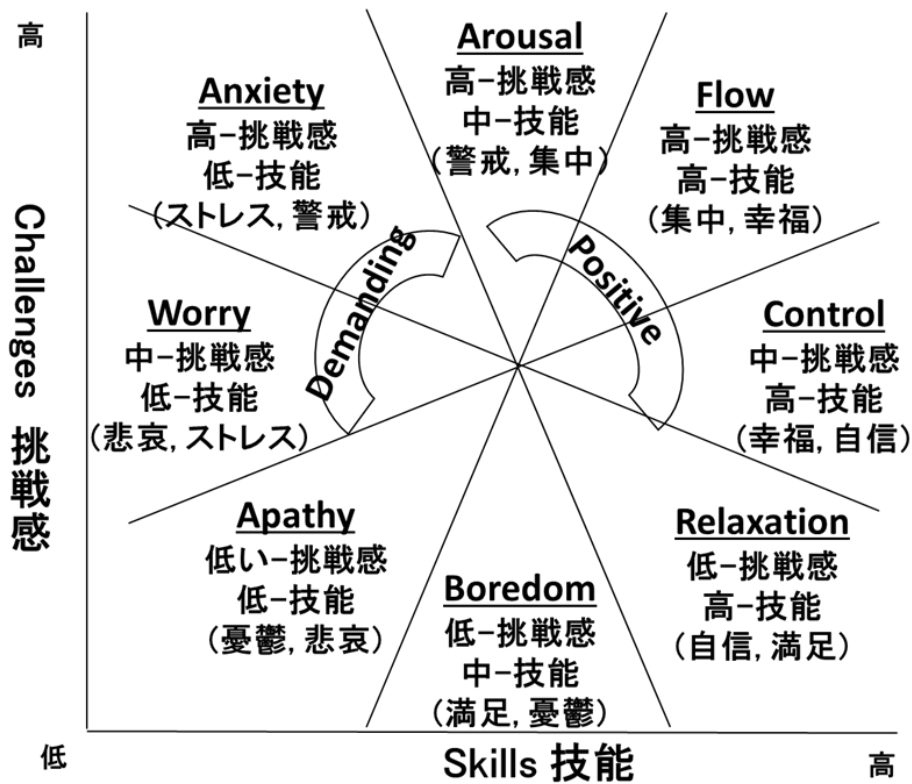 高
Challenges 挑戦感
低
Skills 技能
高
Anxiety
高-挑戦感
低-技能
(ストレス, 警戒)
Arousal
高-挑戦感
中-技能
(警戒, 集中)
Flow
高-挑戦感
高-技能
(集中, 幸福)
Demanding
Positive
Worry
中-挑戦感
低-技能
(悲哀, ストレス)
Control
中-挑戦感
高-技能
(幸福, 自信)
Apathy
低い-挑戦感
低-技能
(憂鬱, 悲哀)
Boredom
低-挑戦感
中-技能
(満足, 憂鬱)
Relaxation
低-挑戦感
高-技能
(自信, 満足)